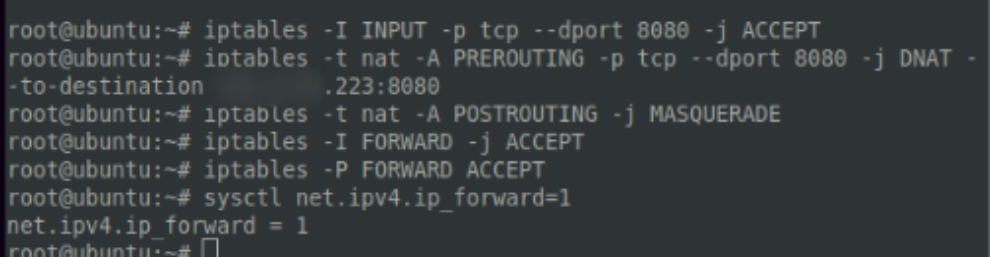 root@ubuntu:~# iptables -I INPUT -p tcp --dport 8080 -j ACCEPT
root@ubuntu:~# iptables -t nat -A PREROUTING -p tcp --dport 8080 -j DNAT -
-to-destination .223:8080
root@ubuntu:~# iptables -t nat -A POSTROUTING -j MASQUERADE
root@ubuntu:~# iptables -I FORWARD -j ACCEPT
root@ubuntu:~# iptables -P FORWARD ACCEPT
root@ubuntu:~# sysctl net.ipv4.ip_forward=1
net.ipv4.ip_forward = 1
root@ubuntu:~#